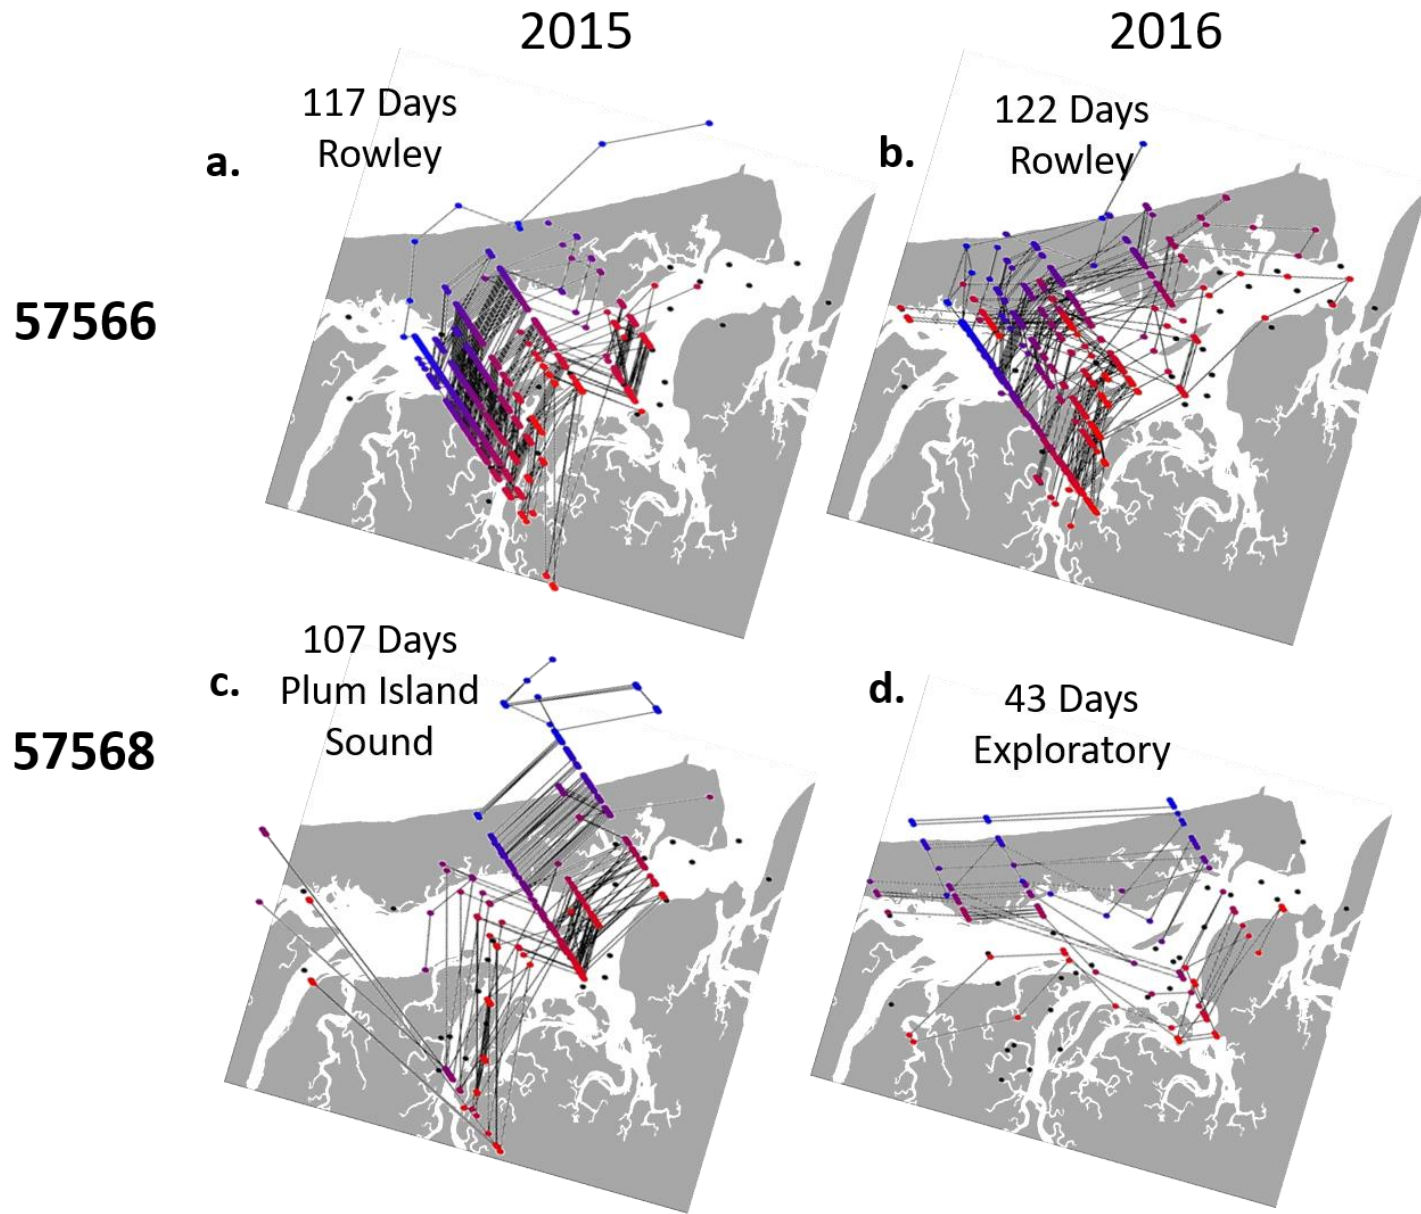 2015
2016
117 Days
Rowley
a.
122 Days
Rowley
b.
57566
107 Days
Plum Island
Sound
c.
43 Days
Exploratory
d.
57568